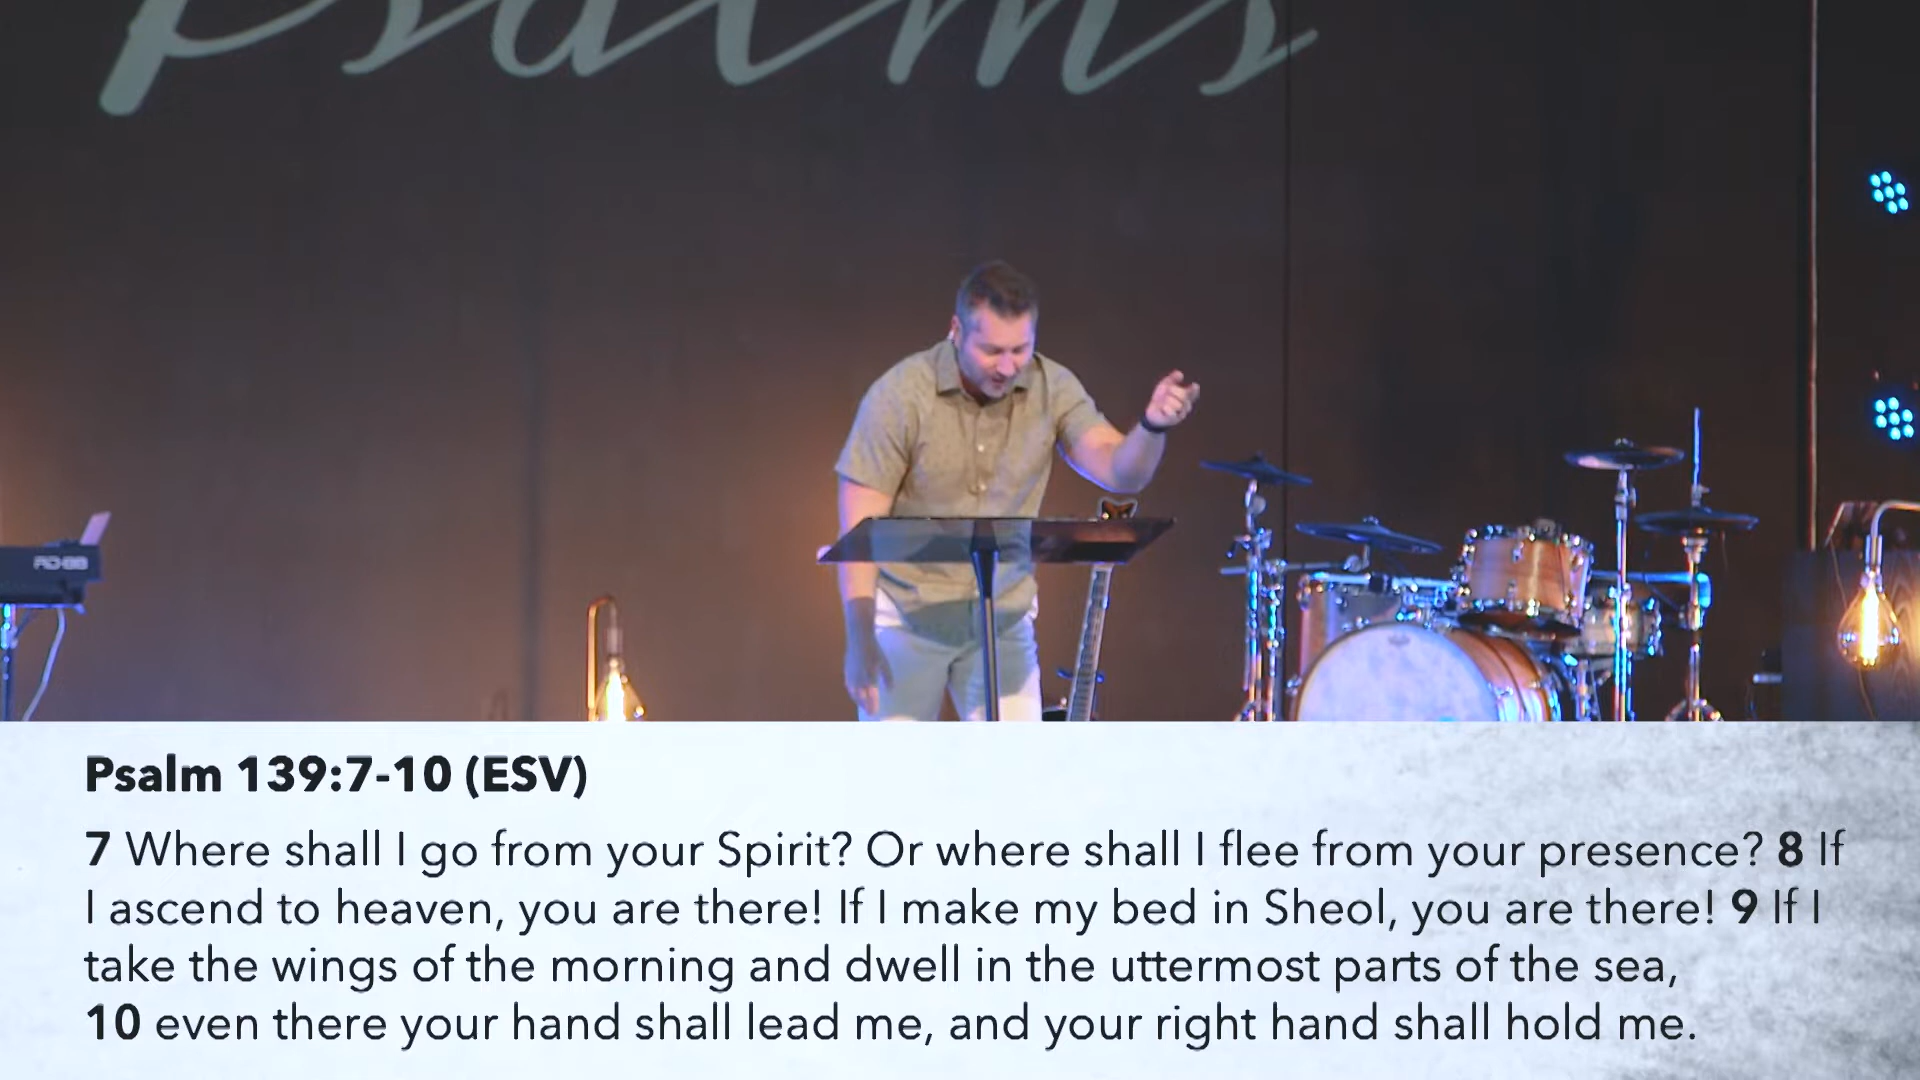 Psalms
RD-88
Psalm 139:7-10 (ESV)
7 Where shall I go from your Spirit? Or where shall I flee from your presence? 8 If
I ascend to heaven, you are there! If I make my bed in Sheol, you are there! 9 If I
take the wings of the morning and dwell in the uttermost parts of the sea,
10 even there your hand shall lead me, and your right hand shall hold me.